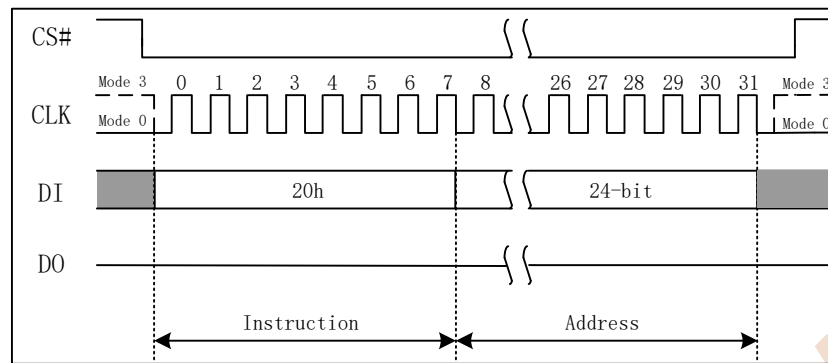 CS#
Mode 3 0 1 2 3 4 5 6 7 8 26 27 28 29 30 31 Mode 3
CLK
Mode 0 Mode 0
DI 20h 24-bit
DO
Instruction Address